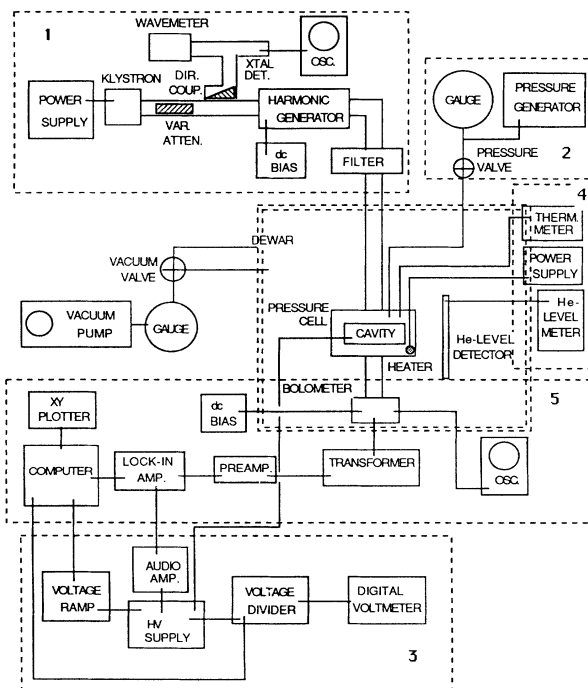 1
WAVEMETER
XTAL
DET.
OSC.
KLYSTRON
DIR.
COUP.
POWER
SUPPLY
VAR.
ATTEN.
HARMONIC
GENERATOR
dc
BIAS
FILTER
GAUGE
PRESSURE
GENERATOR
2
PRESSURE
VALVE
4
THERM.
METER
POWER
SUPPLY
He-
LEVEL
METER
DEWAR
VACUUM
VALVE
VACUUM
PUMP
GAUGE
PRESSURE
CELL
CAVITY
HEATER
He-LEVEL
DETECTOR
BOLOMETER
5
XY
PLOTTER
dc
BIAS
COMPUTER
LOCK-IN
AMP.
PREAMP.
TRANSFORMER
OSC.
AUDIO
AMP.
VOLTAGE
RAMP
HV
SUPPLY
VOLTAGE
DIVIDER
DIGITAL
VOLTMETER
3